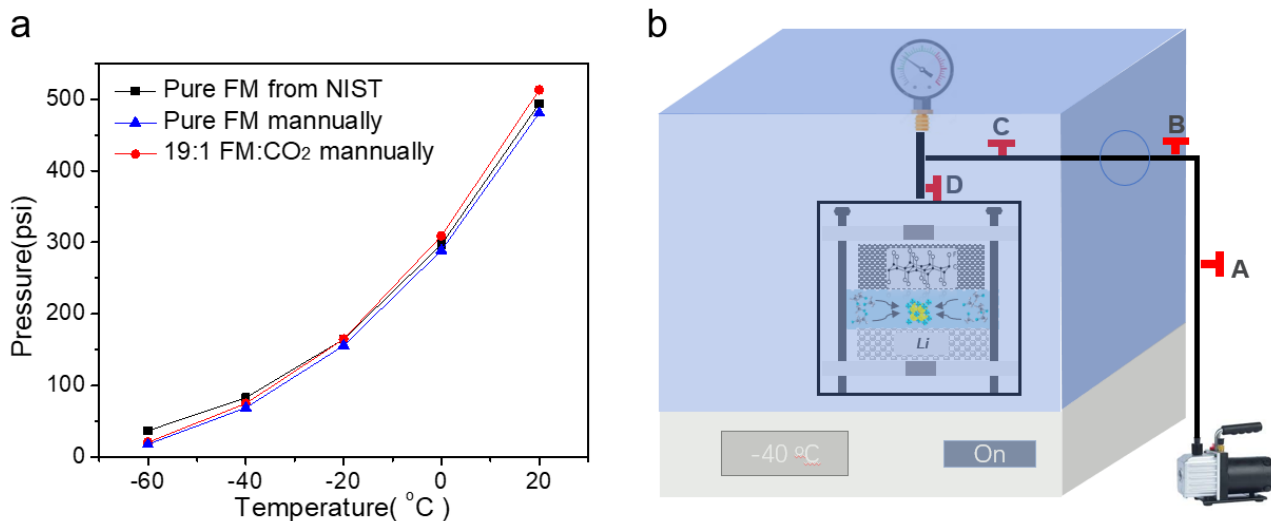 a
Pressure(psi)
500
400
300
200
100
0
Pure FM from NIST
Pure FM mannually
19:1 FM:CO₂ mannually
-60 -40 -20 0 20
Temperature( °C )
b
C
B
D
A
Li
-40 °C
On